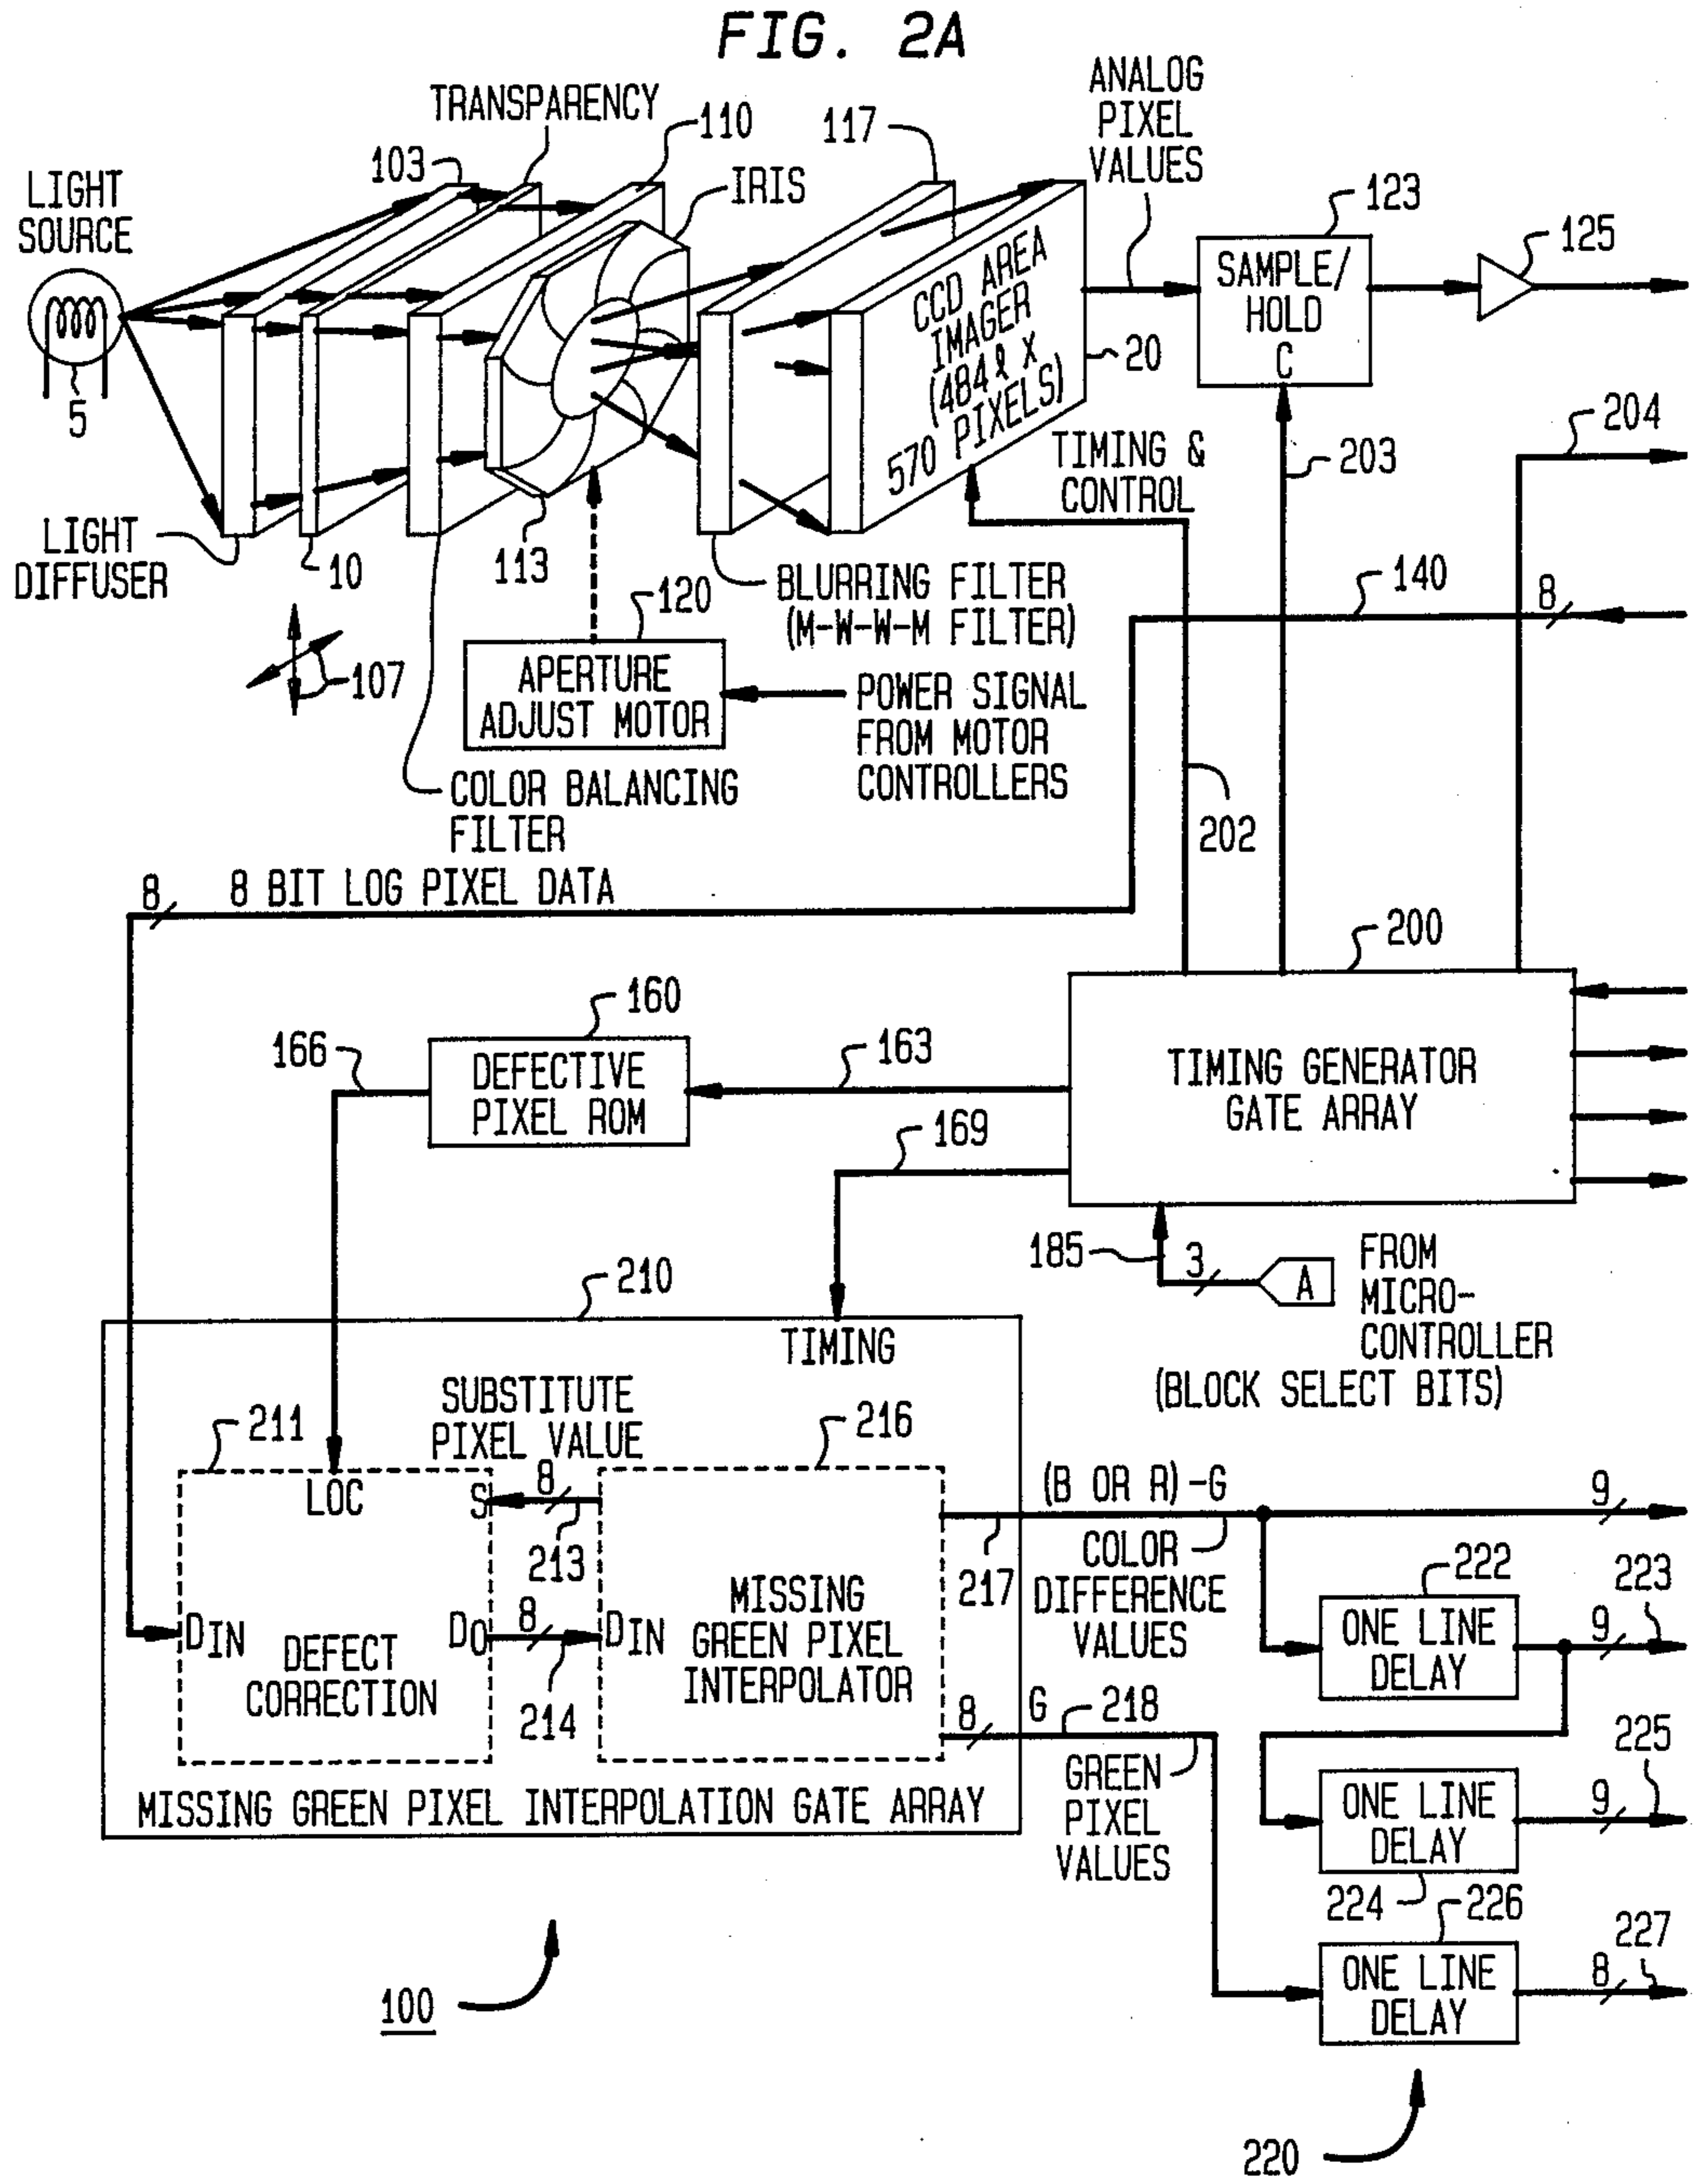 FIG. 2A
LIGHT
SOURCE
5
TRANSPARENCY
103
110
IRIS
117
ANALOG
PIXEL
VALUES
CCD AREA
IMAGER
(484ℓ X
570 PIXELS)
20
SAMPLE/
HOLD
C
123
125
203
204
TIMING &
CONTROL
LIGHT
DIFFUSER
10
113
107
120
APERTURE
ADJUST MOTOR
BLURRING FILTER
(M-W-W-M FILTER)
POWER SIGNAL
FROM MOTOR
CONTROLLERS
COLOR BALANCING
FILTER
140
8
202
8
8 BIT LOG PIXEL DATA
200
TIMING GENERATOR
GATE ARRAY
160
DEFECTIVE
PIXEL ROM
166
163
169
185
3
A
FROM
MICRO-
CONTROLLER
(BLOCK SELECT BITS)
210
TIMING
SUBSTITUTE
PIXEL VALUE
211
216
LOC
S
8
213
DIN
DO
8
214
DIN
DEFECT
CORRECTION
MISSING
GREEN PIXEL
INTERPOLATOR
MISSING GREEN PIXEL INTERPOLATION GATE ARRAY
(B OR R)-G
217
COLOR
DIFFERENCE
VALUES
9
222
ONE LINE
DELAY
9
223
8
G
218
GREEN
PIXEL
VALUES
ONE LINE
DELAY
9
225
224
226
ONE LINE
DELAY
8
227
100
220